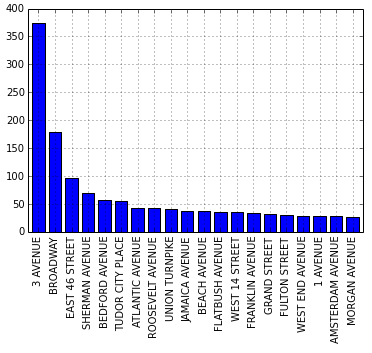 400
350
300
250
200
150
100
50
0
3 AVENUE
BROADWAY
EAST 46 STREET
SHERMAN AVENUE
BEDFORD AVENUE
TUDOR CITY PLACE
ATLANTIC AVENUE
ROOSEVELT AVENUE
UNION TURNPIKE
JAMAICA AVENUE
BEACH AVENUE
FLATBUSH AVENUE
WEST 14 STREET
FRANKLIN AVENUE
GRAND STREET
FULTON STREET
WEST END AVENUE
1 AVENUE
AMSTERDAM AVENUE
MORGAN AVENUE